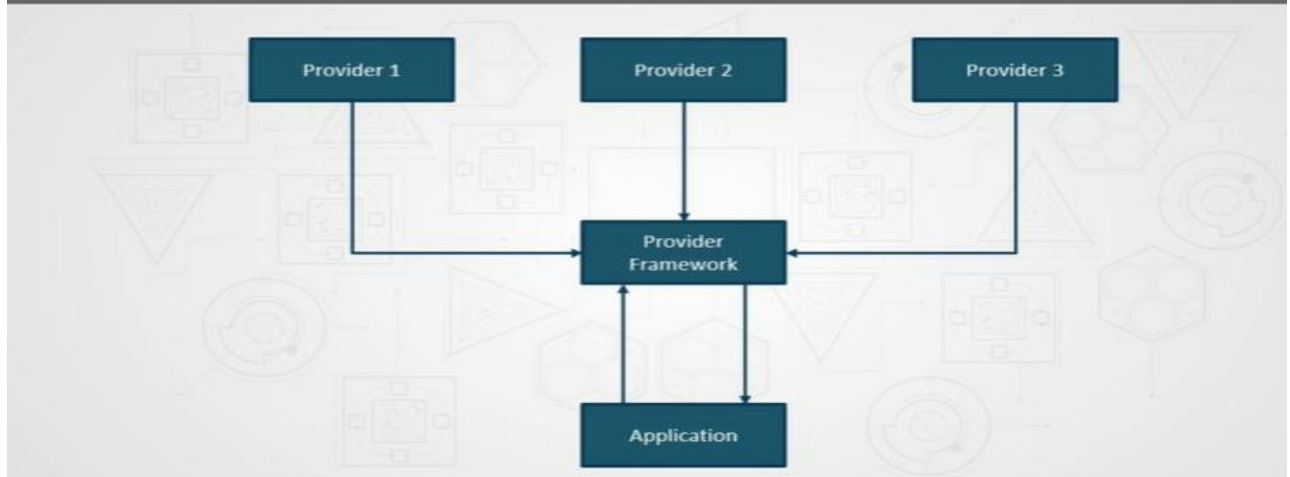 Provider 1
Provider 2
Provider 3
Provider
Framework
Application